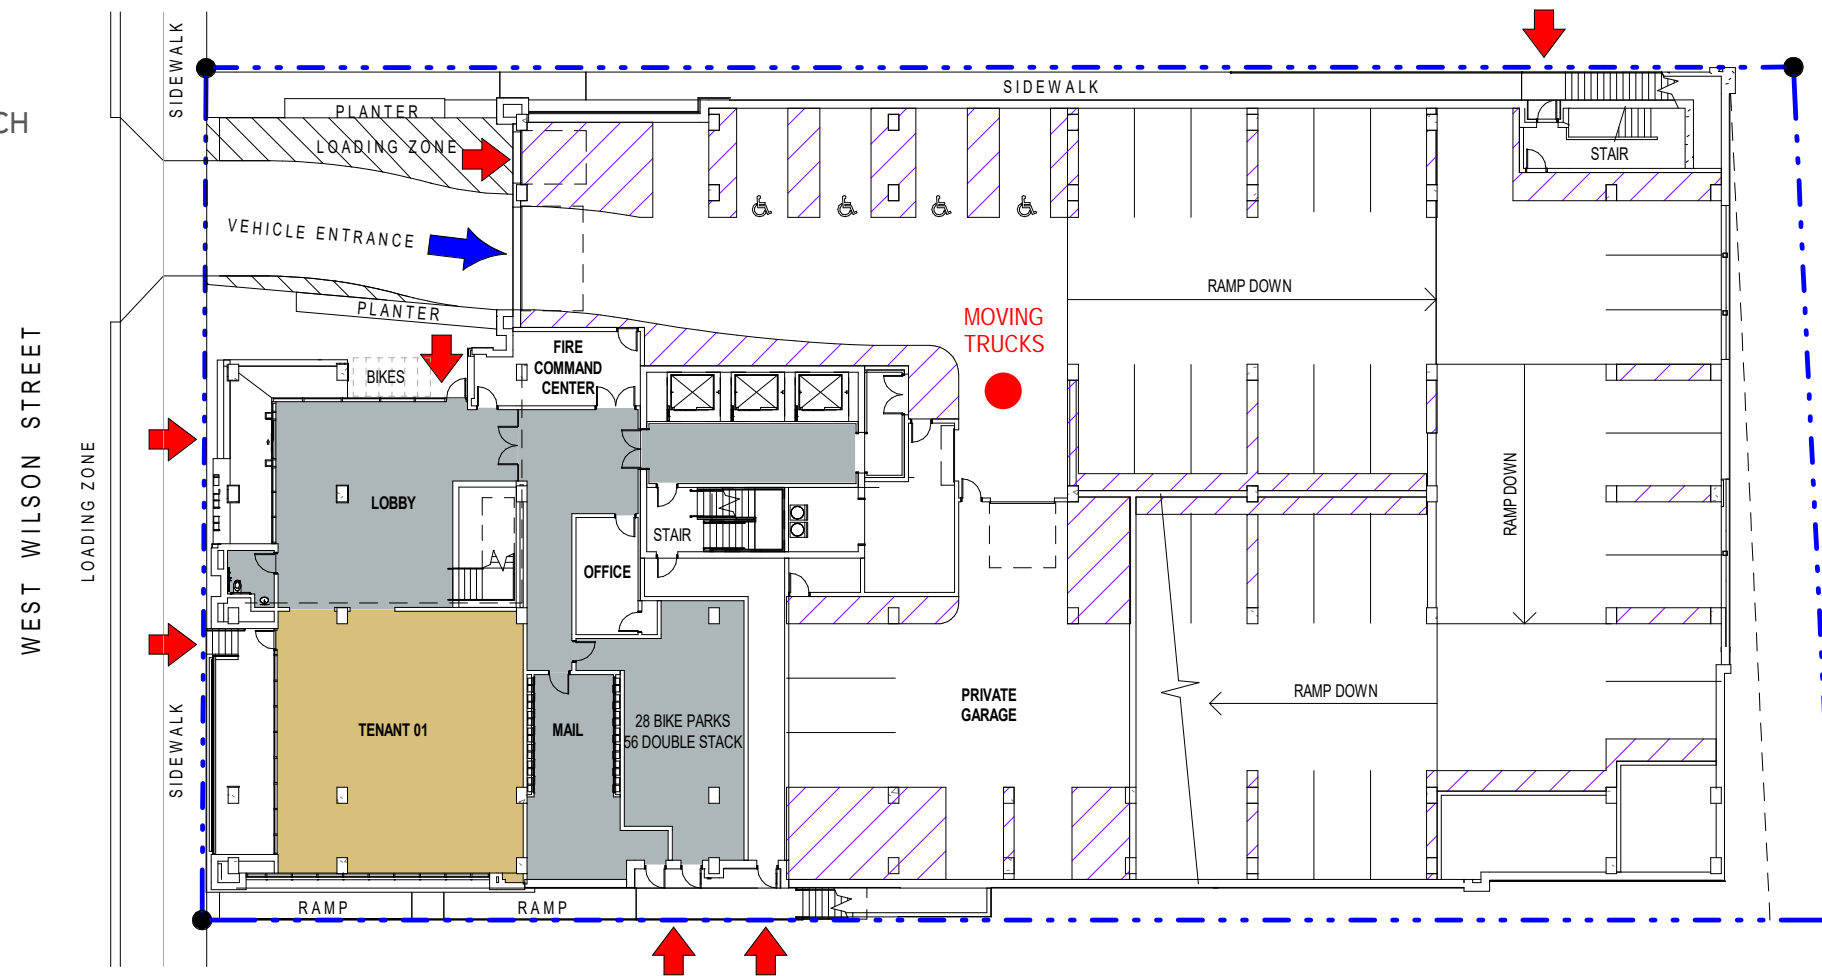 SIDEWALK
SIDEWALK
CH
PLANTER
LOADING ZONE
STAIR
VEHICLE ENTRANCE
RAMP DOWN
PLANTER
MOVING
TRUCKS
FIRE
COMMAND
CENTER
BIKES
WEST WILSON STREET
LOADING ZONE
LOBBY
RAMP DOWN
STAIR
OFFICE
SIDEWALK
TENANT 01
MAIL
28 BIKE PARKS
56 DOUBLE STACK
PRIVATE
GARAGE
RAMP DOWN
RAMP
RAMP